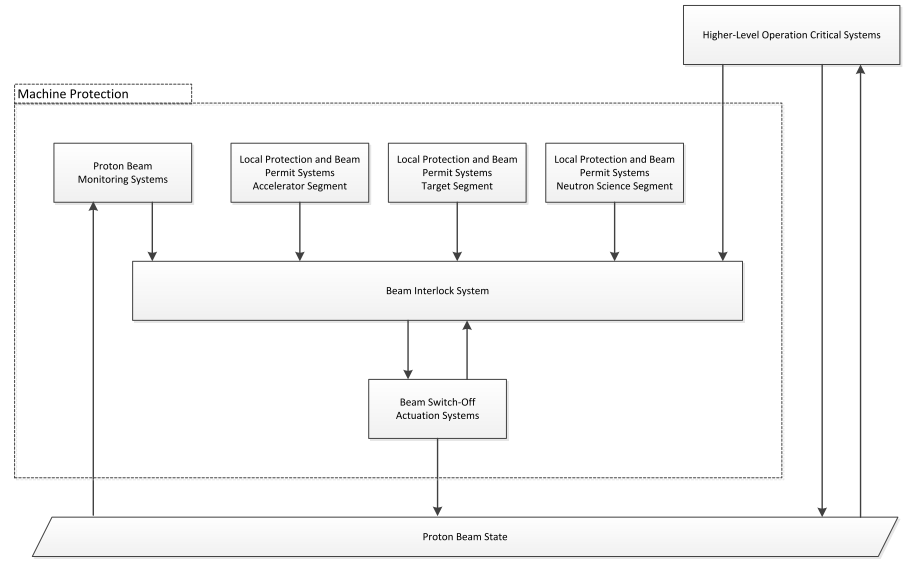 Higher-Level Operation Critical Systems
Machine Protection
Proton Beam
Monitoring Systems
Local Protection and Beam
Permit Systems
Accelerator Segment
Local Protection and Beam
Permit Systems
Target Segment
Local Protection and Beam
Permit Systems
Neutron Science Segment
Beam Interlock System
Beam Switch-Off
Actuation Systems
Proton Beam State